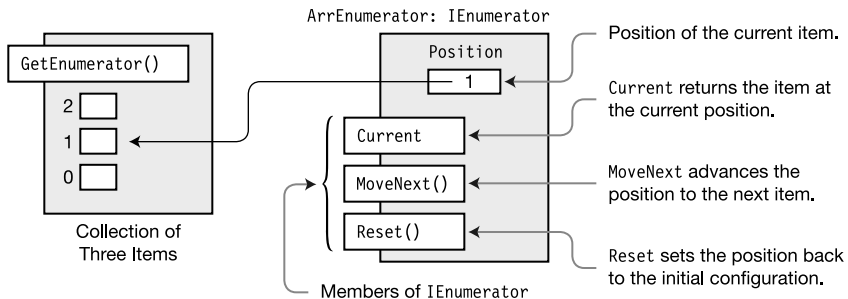 ArrEnumerator: IEnumerator
GetEnumerator()
2
1
0
Collection of
Three Items
Position
1
Current
MoveNext()
Reset()
Members of IEnumerator
Position of the current item.
Current returns the item at
the current position.
MoveNext advances the
position to the next item.
Reset sets the position back
to the initial configuration.